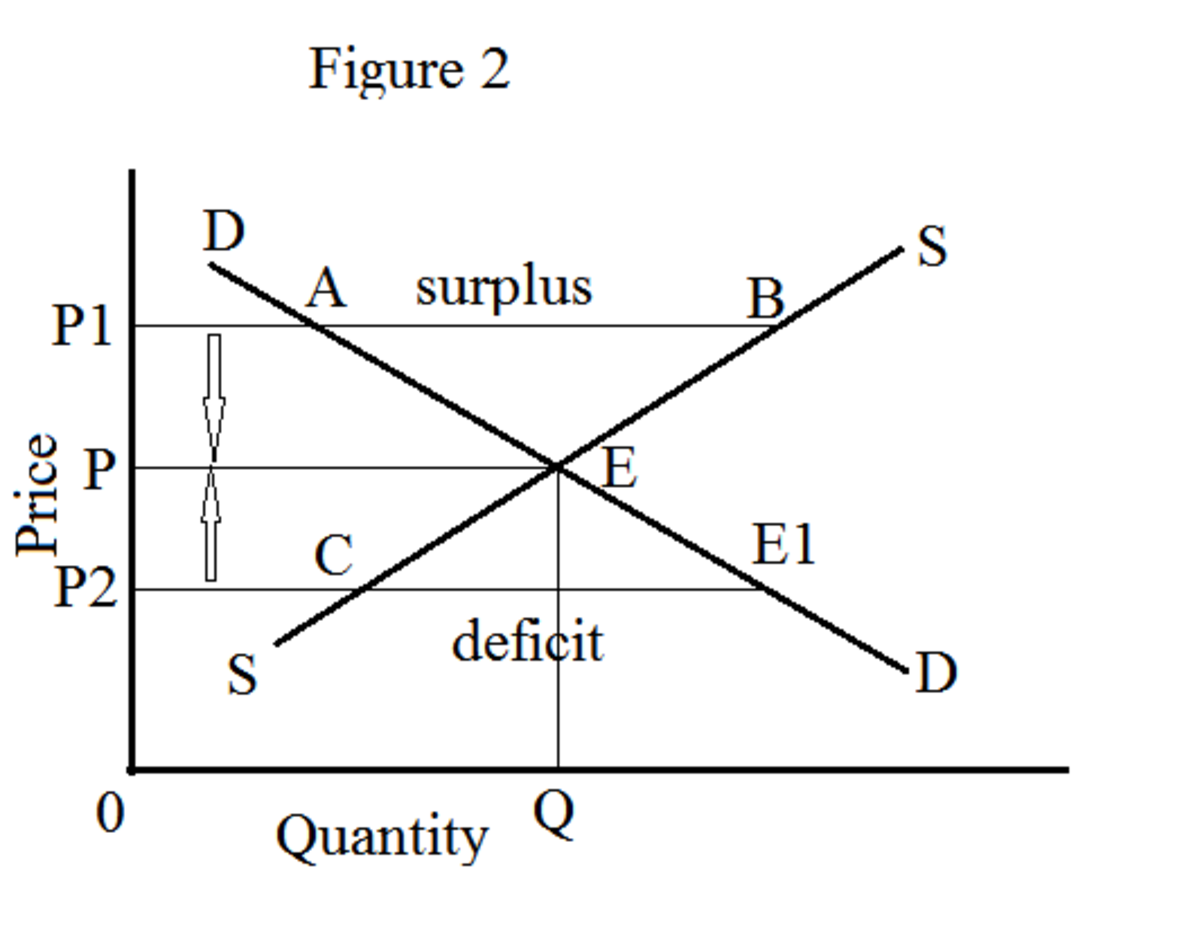 Figure 2
D
S
A
surplus
B
P1
Price
P
E
C
E1
P2
deficit
S
D
0
Quantity
Q